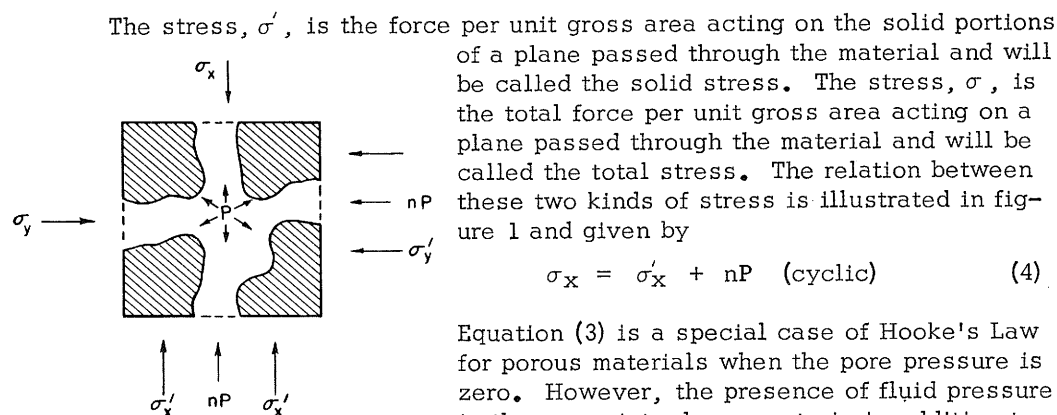 The stress, σ′, is the force per unit gross area acting on the solid portions
of a plane passed through the material and will
be called the solid stress. The stress, σ, is
the total force per unit gross area acting on a
plane passed through the material and will be
called the total stress. The relation between
these two kinds of stress is illustrated in fig-
ure 1 and given by
σx = σ′x + nP (cyclic) (4)
Equation (3) is a special case of Hooke's Law
for porous materials when the pore pressure is
zero. However, the presence of fluid pressure
σx
P
nP
σy
σ′y
σ′x nP σ′x